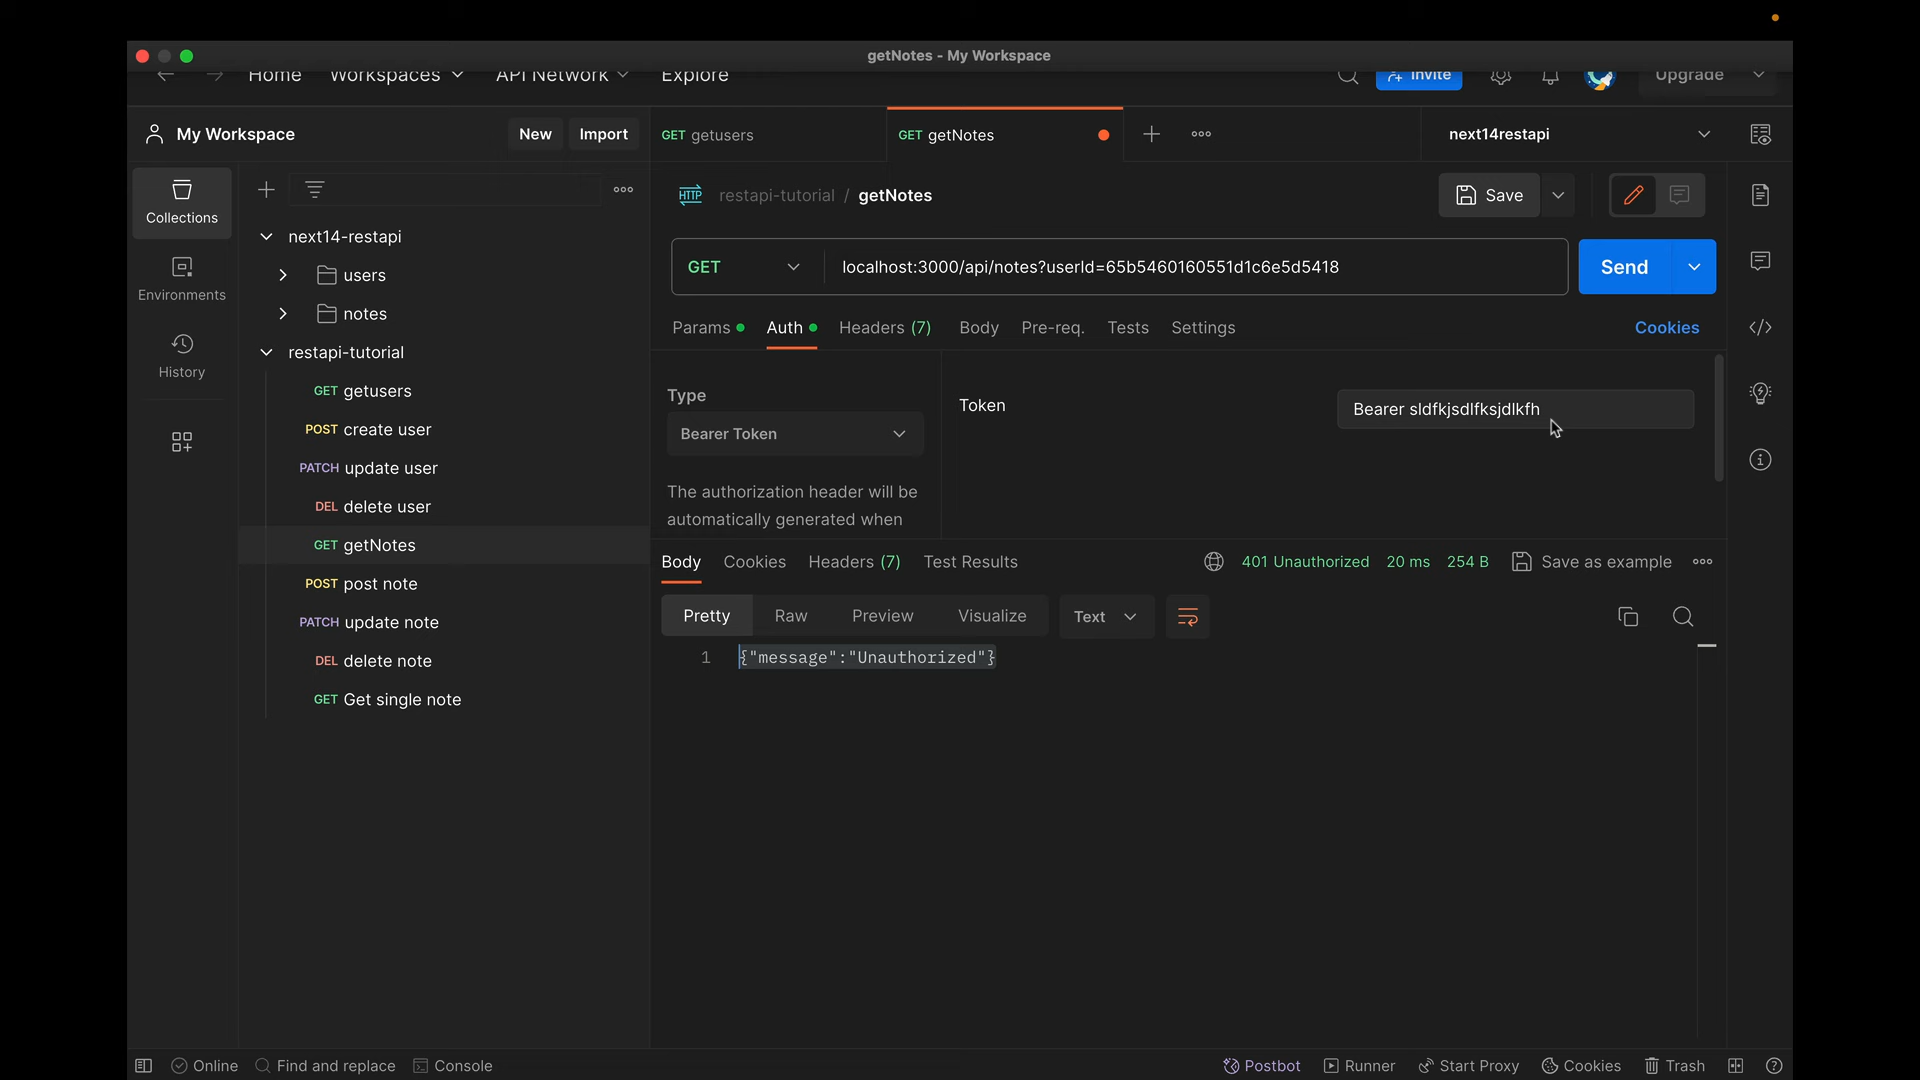 getNotes - My Workspace
Home Workspaces API Network Explore Invite Upgrade
My Workspace New Import
GET getusers GET getNotes next14restapi
Collections
Environments
History
next14-restapi
users
notes
restapi-tutorial
GET getusers
POST create user
PATCH update user
DEL delete user
GET getNotes
POST post note
PATCH update note
DEL delete note
GET Get single note
HTTP restapi-tutorial / getNotes Save
GET localhost:3000/api/notes?userId=65b5460160551d1c6e5d5418 Send
Params Auth Headers (7) Body Pre-req. Tests Settings Cookies
Type
Bearer Token
The authorization header will be
automatically generated when
Token Bearer sldfkjsdlfksjdlkfh
Body Cookies Headers (7) Test Results 401 Unauthorized 20 ms 254 B Save as example
Pretty Raw Preview Visualize Text
1 {"message":"Unauthorized"}
Online Find and replace Console Postbot Runner Start Proxy Cookies Trash